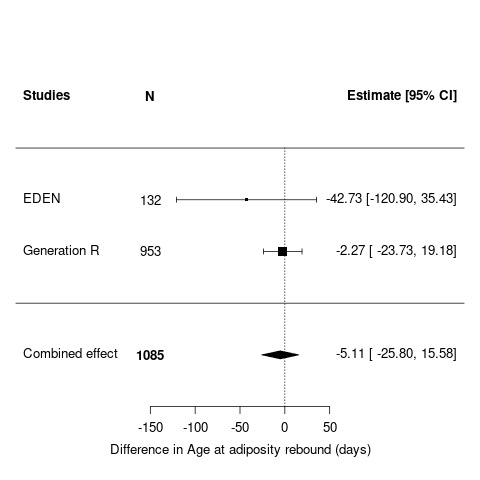 Studies N Estimate [95% CI]
EDEN 132 -42.73 [-120.90, 35.43]
Generation R 953 -2.27 [ -23.73, 19.18]
Combined effect 1085 -5.11 [ -25.80, 15.58]
-150 -100 -50 0 50
Difference in Age at adiposity rebound (days)